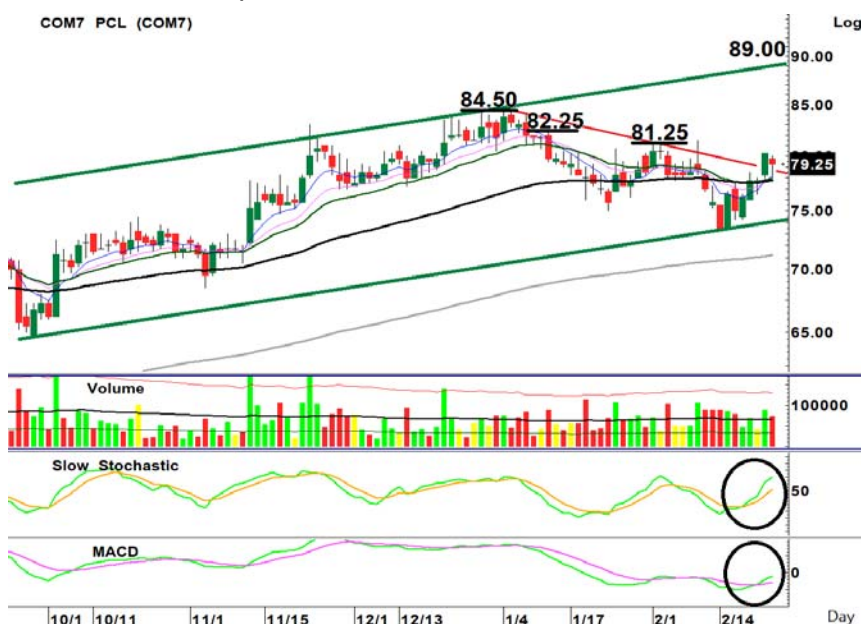 COM7 PCL (COM7)
Log
89.00
90.00
84.50
85.00
82.25
81.25
79.25
75.00
70.00
65.00
Volume
100000
Slow Stochastic
50
MACD
0
10/1 10/11 11/1 11/15 12/1 12/13 1/4 1/17 2/1 2/14 Day